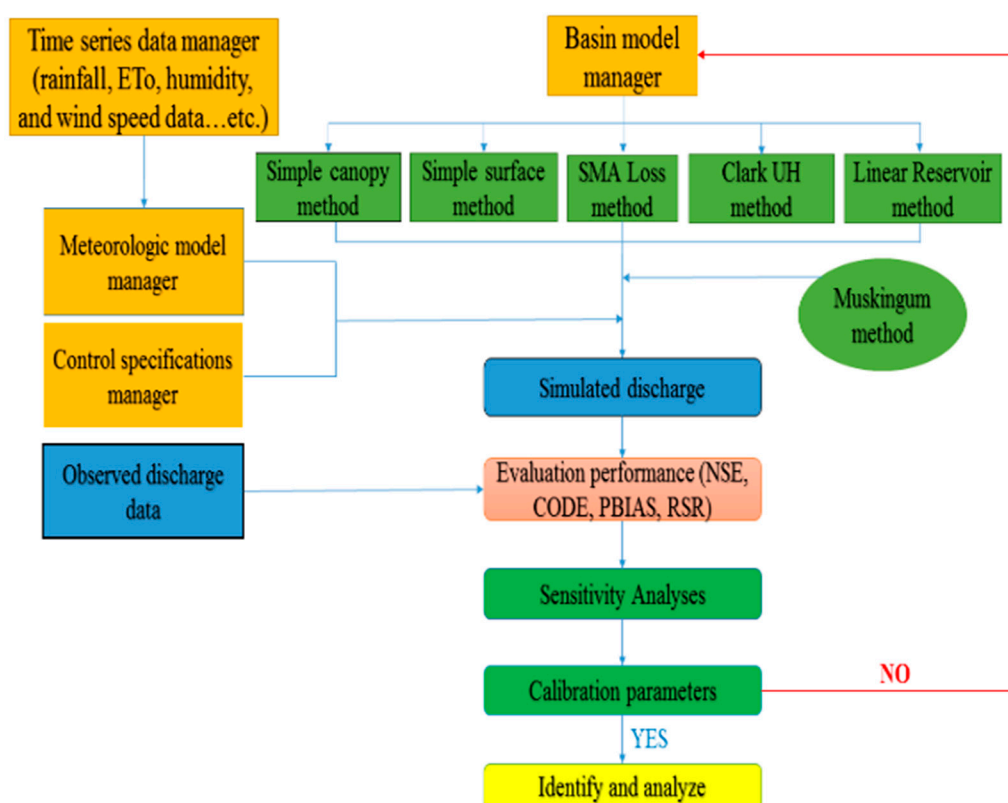 Time series data manager
(rainfall, ETo, humidity,
and wind speed data...etc.)
Basin model
manager
Simple canopy
method
Simple surface
method
SMA Loss
method
Clark UH
method
Linear Reservoir
method
Meteorologic model
manager
Muskingum
method
Control specifications
manager
Simulated discharge
Observed discharge
data
Evaluation performance (NSE,
CODE, PBIAS, RSR)
Sensitivity Analyses
Calibration parameters
NO
YES
Identify and analyze